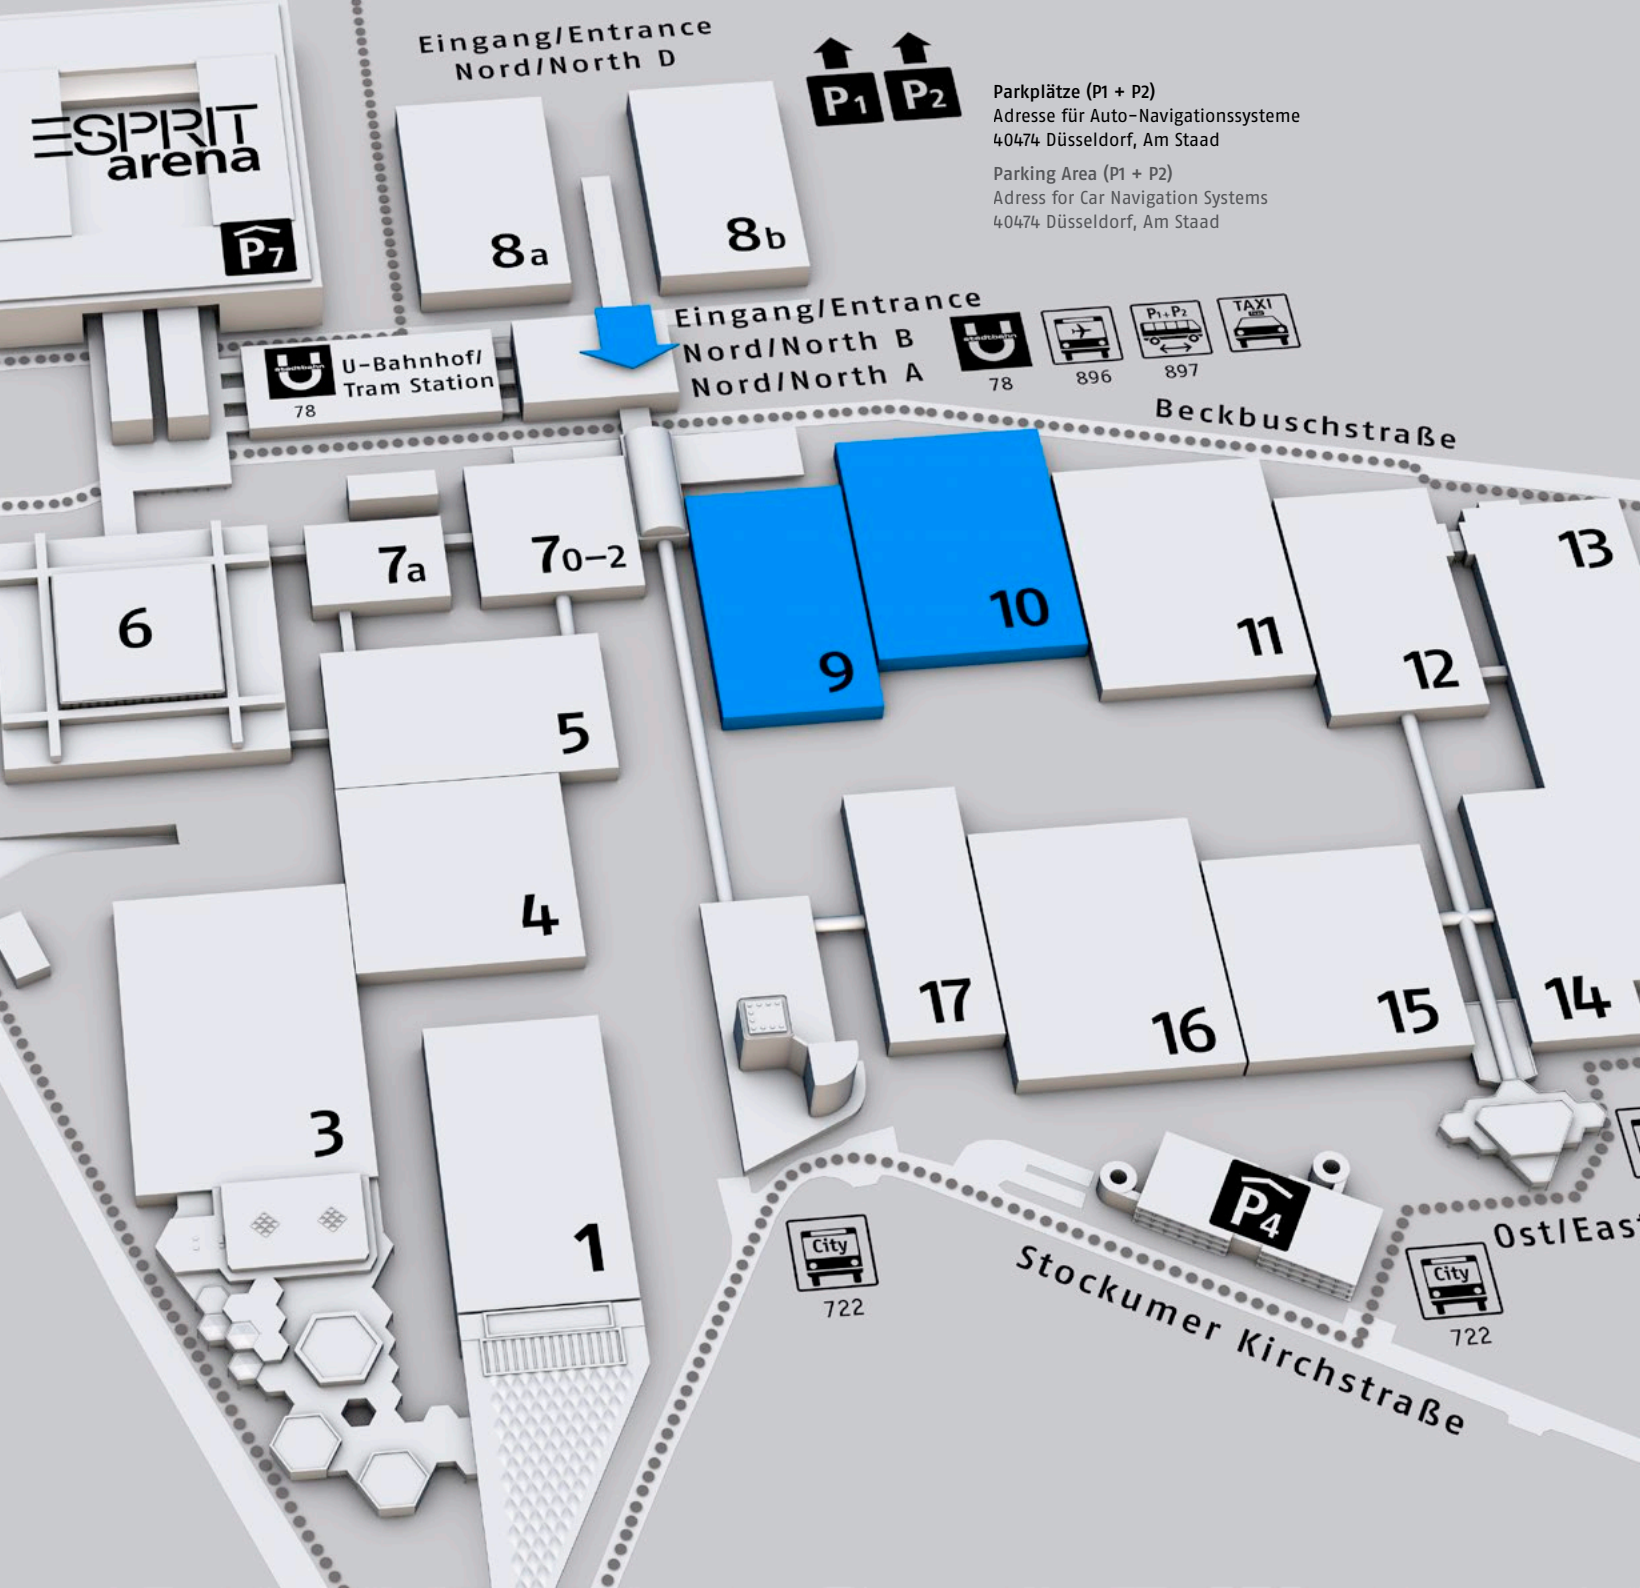 Eingang/Entrance
Nord/North D
P1
P2
Parkplätze (P1 + P2)
Adresse für Auto-Navigationssysteme
40474 Düsseldorf, Am Staad
Parking Area (P1 + P2)
Adress for Car Navigation Systems
40474 Düsseldorf, Am Staad
ESPRIT
arena
P7
8a
8b
Eingang/Entrance
Nord/North B
Nord/North A
U
stadtbahn
78
896
P1+P2
897
TAXI
U
stadtbahn
78
U-Bahnhof/
Tram Station
Beckbuschstraße
13
7a
70–2
6
10
9
11
12
5
4
17
16
15
14
3
1
P4
City
722
Stockumer Kirchstraße
Ost/Eas
City
722